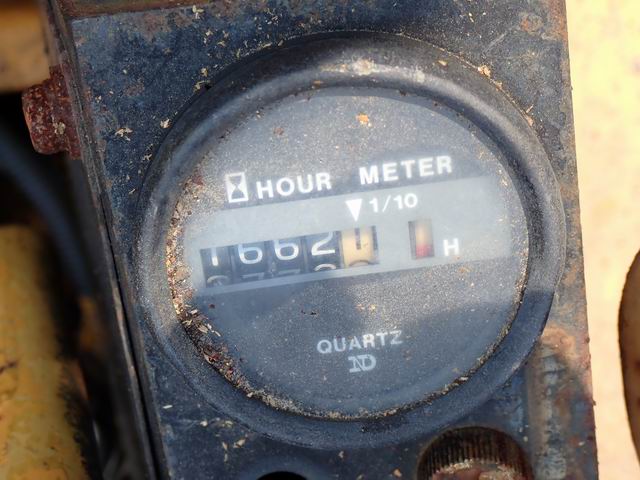 HOUR METER
1/10
1662
H
QUARTZ
ND